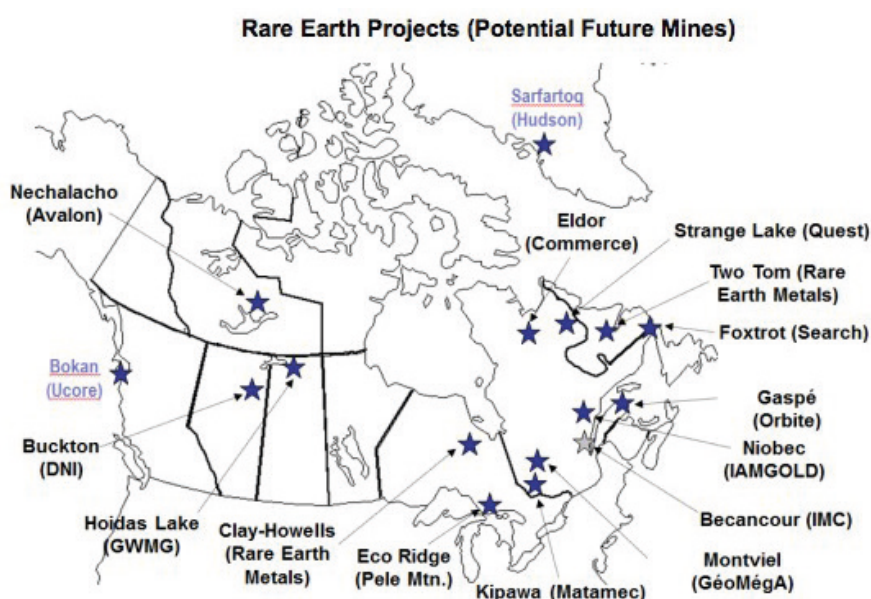 Rare Earth Projects (Potential Future Mines)
Sarfartoq
(Hudson)
Nechalacho
(Avalon)
Eldor
(Commerce)
Strange Lake (Quest)
Two Tom (Rare
Earth Metals)
Foxtrot (Search)
Bokan
(Ucore)
Gaspé
(Orbite)
Buckton
(DNI)
Niobec
(IAMGOLD)
Hoidas Lake
(GWMG)
Clay-Howells
(Rare Earth
Metals)
Eco Ridge
(Pele Mtn.)
Becancour (IMC)
Montviel
(GéoMégA)
Kipawa (Matamec)